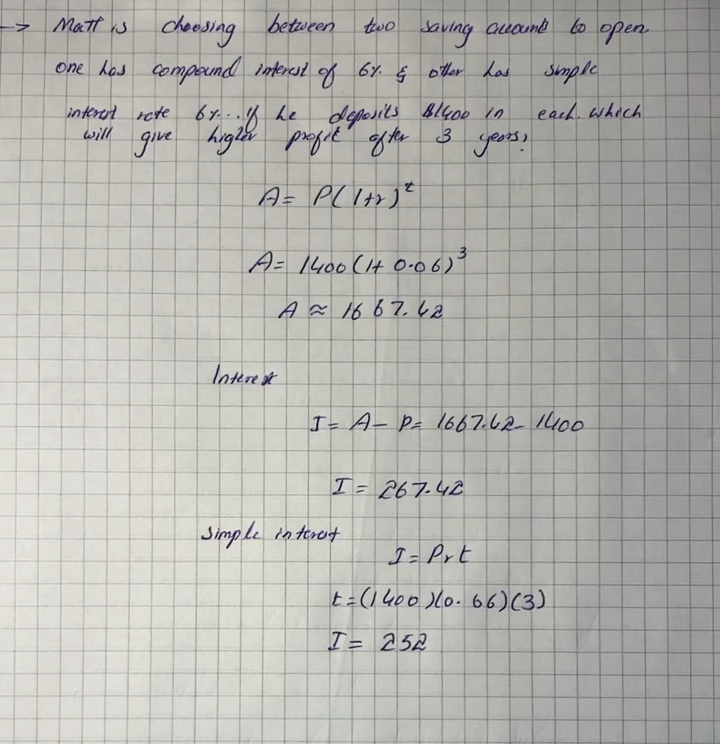 → Matt is choosing between two saving account to open
one has compound interest of 6% & other has simple
interest rate 6%... If he deposits $1400 in each. which
will give higher profit after 3 years?
A = P(1+r)^t
A = 1400(1+0.06)^3
A ≈ 1667.42
Interest
I = A - P = 1667.42 - 1400
I = 267.42
Simple interest
I = Prt
t = (1400)(0.66)(3)
I = 252